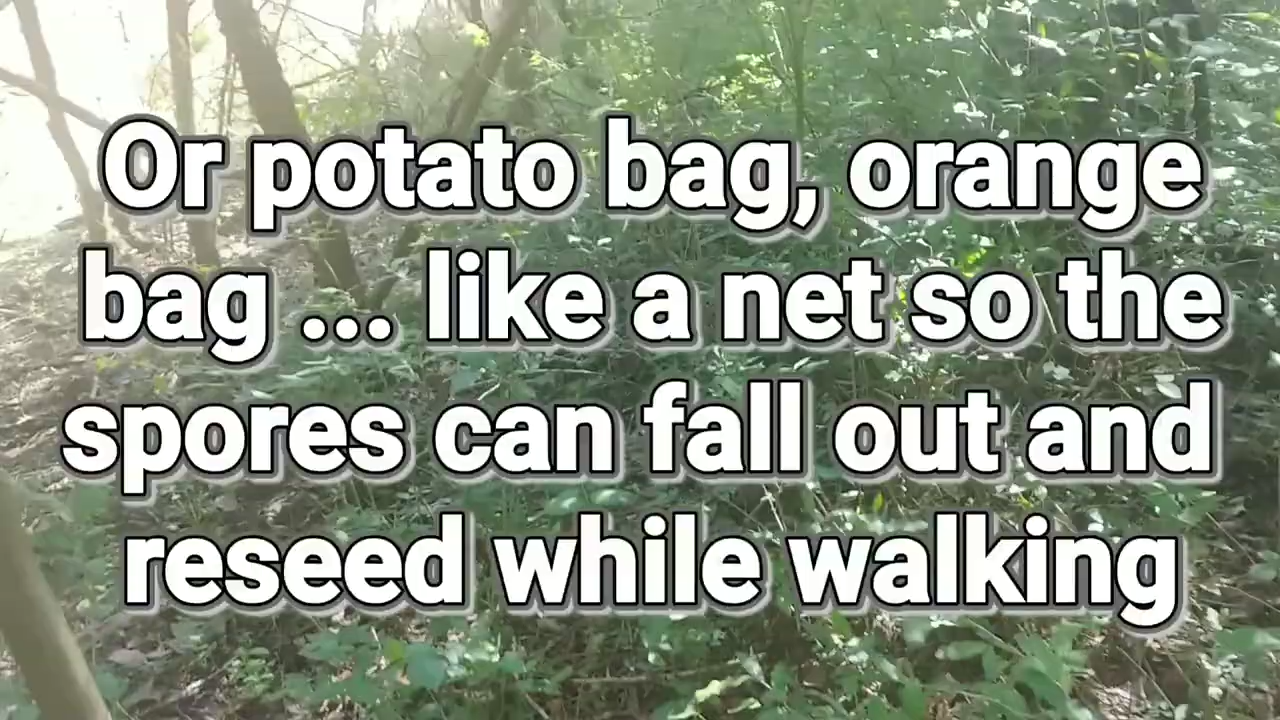 Or potato bag, orange
bag ... like a net so the
spores can fall out and
reseed while walking